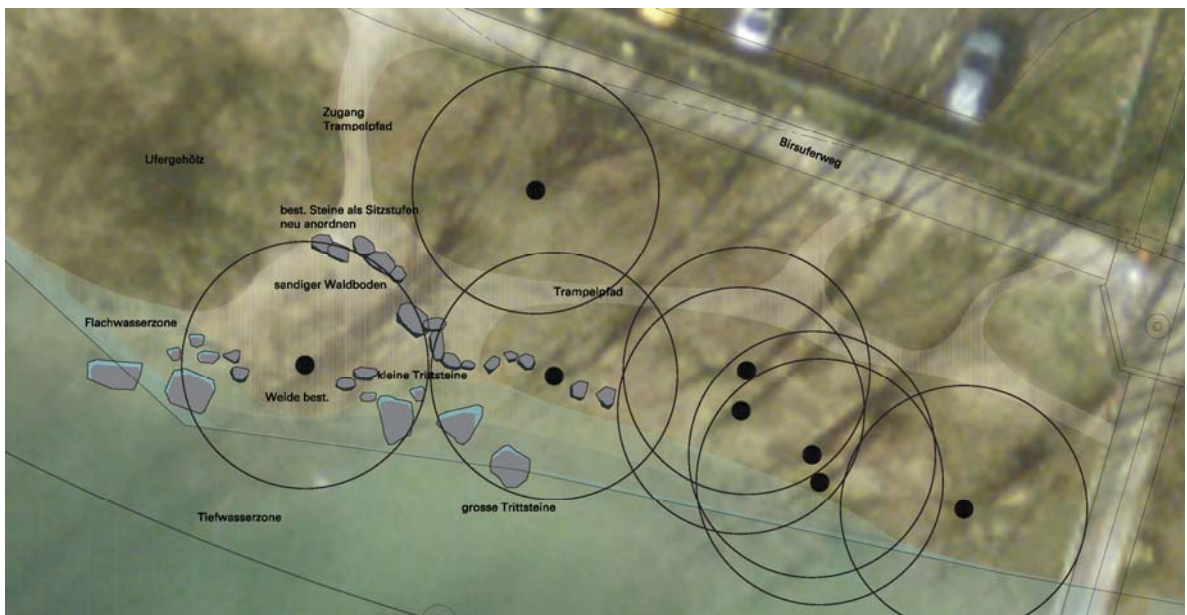 Zugang
Trampelpfad
Birsuferweg
Ufergehölz
best. Steine als Sitzstufen
neu anordnen
sandiger Waldboden
Trampelpfad
Flachwasserzone
kleine Trittsteine
Weide best.
grosse Trittsteine
Tiefwasserzone